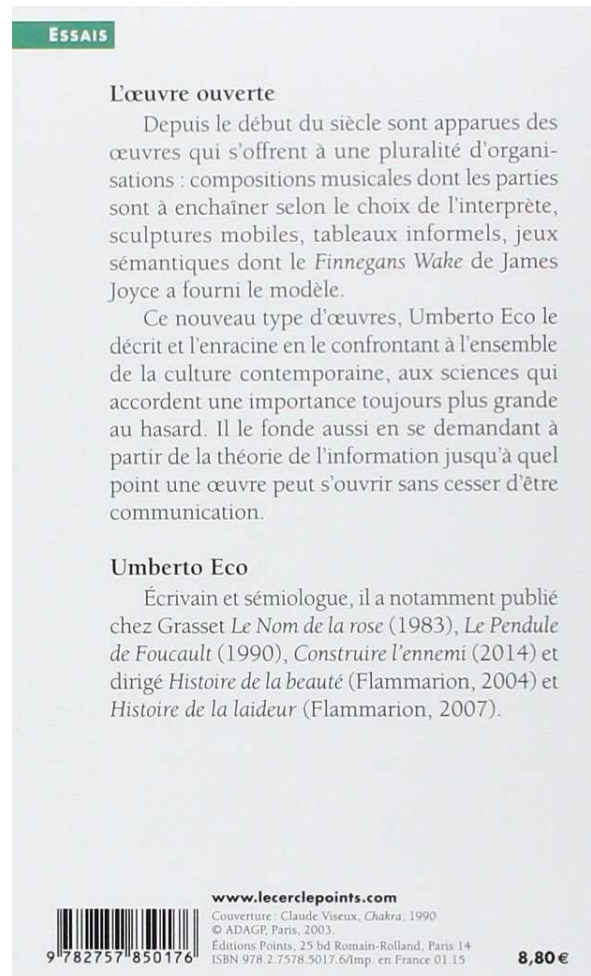 ESSAIS
L'œuvre ouverte
Depuis le début du siècle sont apparues des
œuvres qui s'offrent à une pluralité d'organi-
sations : compositions musicales dont les parties
sont à enchaîner selon le choix de l'interprète,
sculptures mobiles, tableaux informels, jeux
sémantiques dont le Finnegans Wake de James
Joyce a fourni le modèle.
Ce nouveau type d'œuvres, Umberto Eco le
décrit et l'enracine en le confrontant à l'ensemble
de la culture contemporaine, aux sciences qui
accordent une importance toujours plus grande
au hasard. Il le fonde aussi en se demandant à
partir de la théorie de l'information jusqu'à quel
point une œuvre peut s'ouvrir sans cesser d'être
communication.
Umberto Eco
Écrivain et sémiologue, il a notamment publié
chez Grasset Le Nom de la rose (1983), Le Pendule
de Foucault (1990), Construire l'ennemi (2014) et
dirigé Histoire de la beauté (Flammarion, 2004) et
Histoire de la laideur (Flammarion, 2007).
www.lecerclepoints.com
Couverture : Claude Viseux, Chakra, 1990
© ADAGP, Paris, 2003
Éditions Points, 25 bd Romain-Rolland, Paris 14
ISBN 978.2.7578.5017.6/Imp. en France 01.15
9 782757 850176
8,80 €